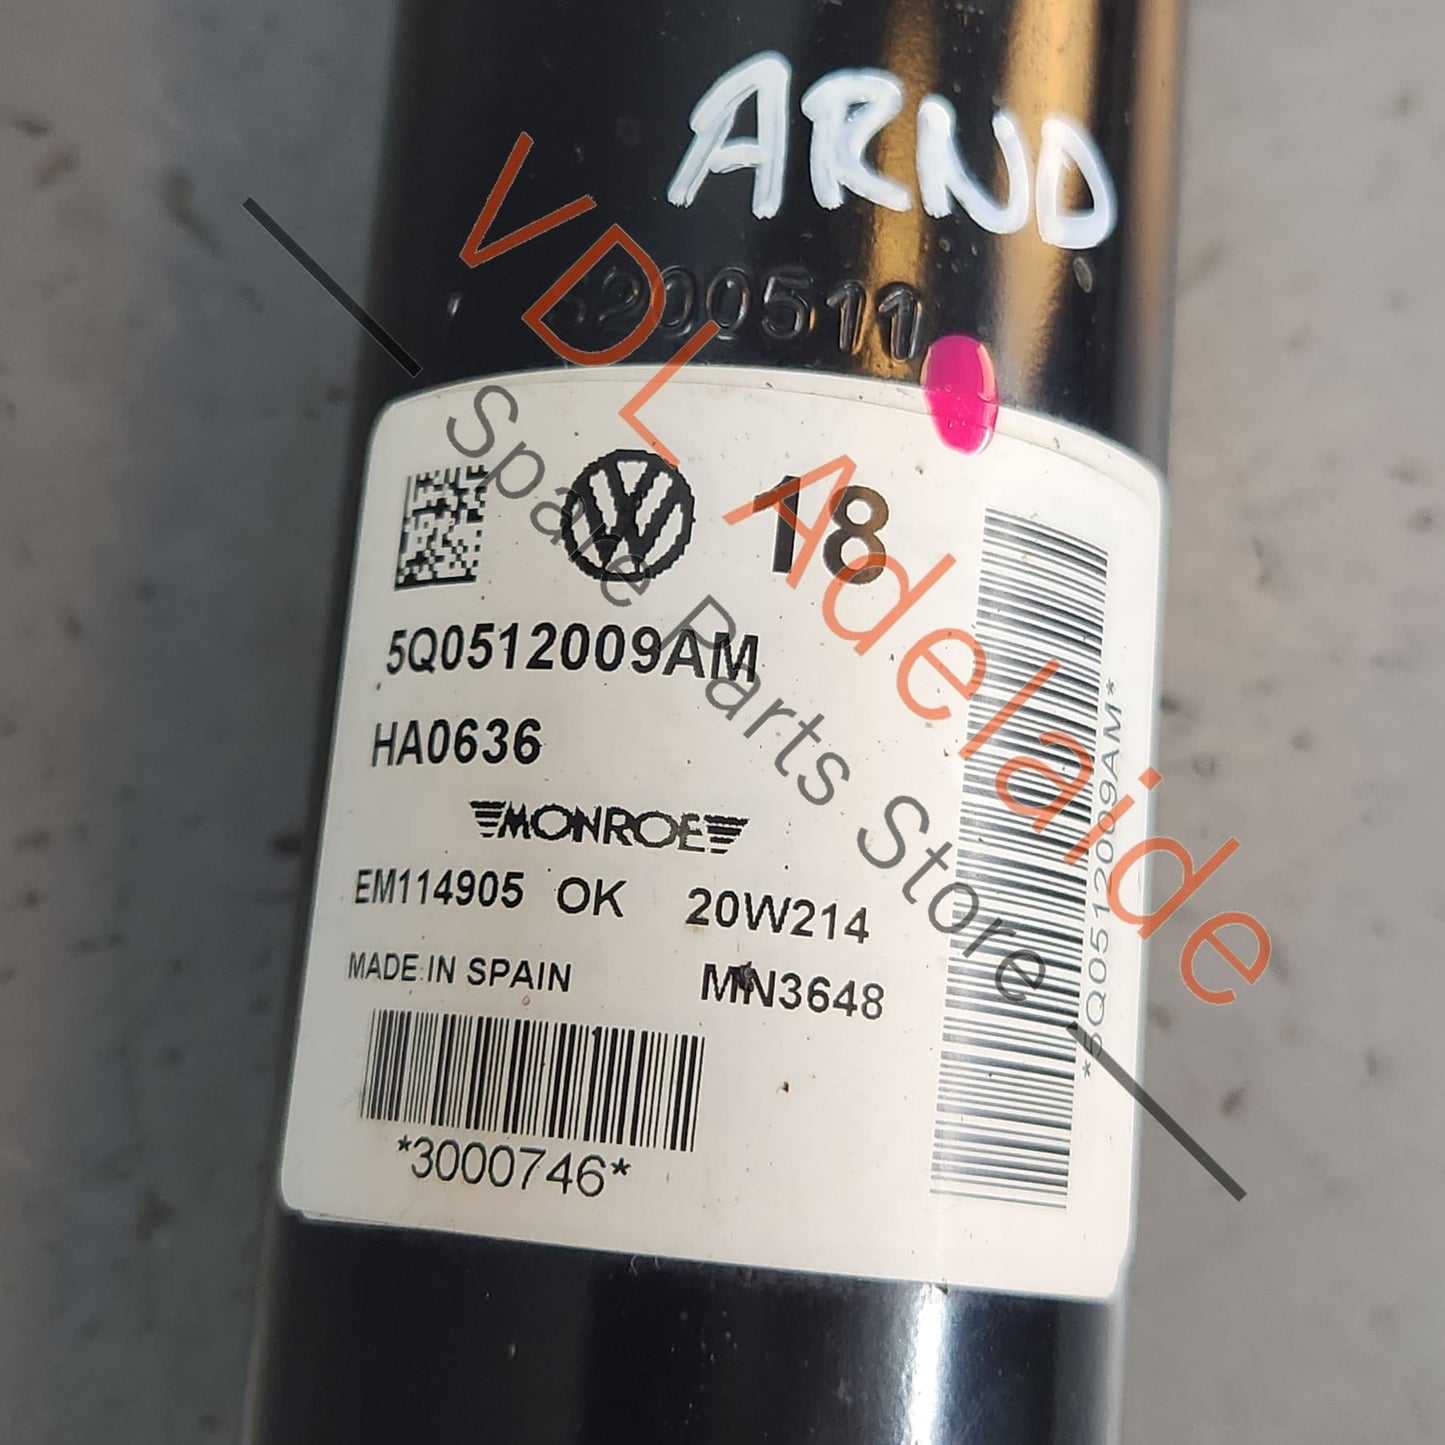 ARND
5200511
18
5Q0512009AM
HA0636
MONROE
EM114905 OK 20W214
MADE IN SPAIN MN3648
*3000746*
*5Q0512009AM*
VDL Adelaide
Spare Parts Store